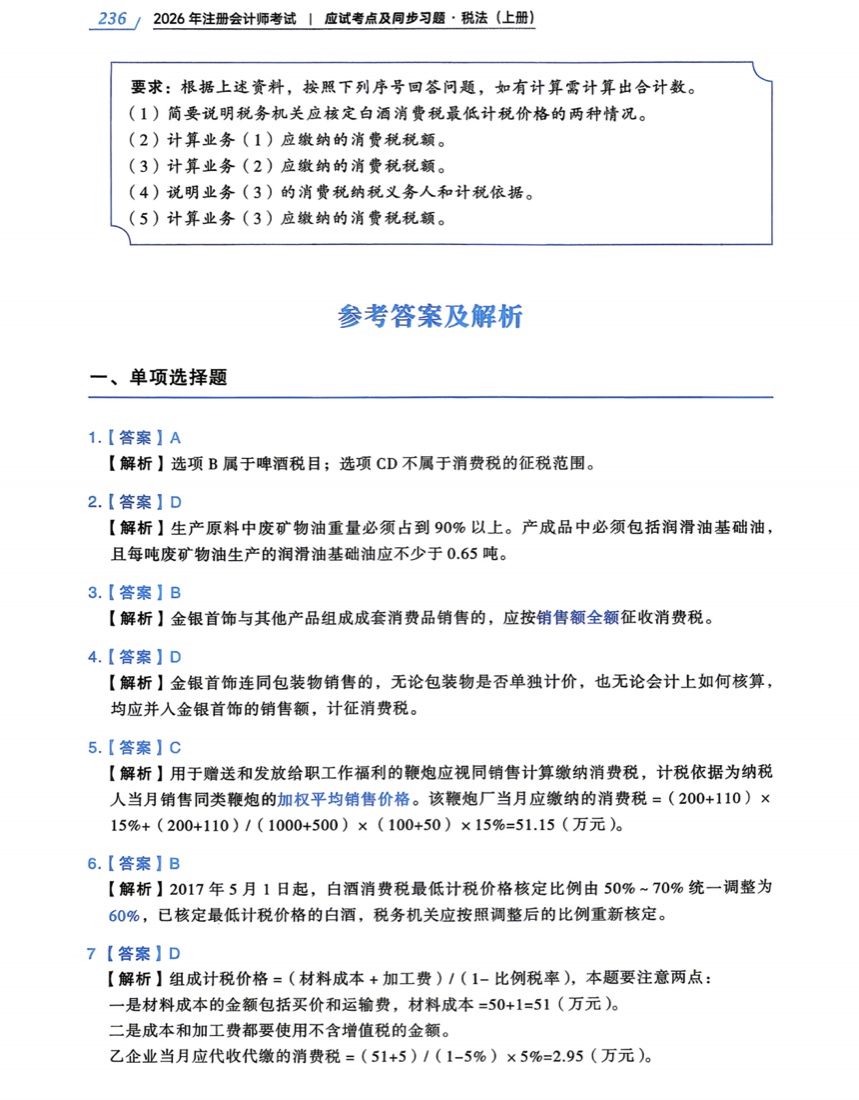 236 2026 年注册会计师考试 | 应试考点及同步习题·税法（上册）
要求：根据上述资料，按照下列序号回答问题，如有计算需计算出合计数。
（1）简要说明税务机关应核定白酒消费税最低计税价格的两种情况。
（2）计算业务（1）应缴纳的消费税税额。
（3）计算业务（2）应缴纳的消费税税额。
（4）说明业务（3）的消费税纳税义务人和计税依据。
（5）计算业务（3）应缴纳的消费税税额。
参考答案及解析
一、单项选择题
1.【答案】A
【解析】选项 B 属于啤酒税目；选项 CD 不属于消费税的征税范围。
2.【答案】D
【解析】生产原料中废矿物油重量必须占到 90% 以上。产成品中必须包括润滑油基础油，
且每吨废矿物油生产的润滑油基础油应不少于 0.65 吨。
3.【答案】B
【解析】金银首饰与其他产品组成成套消费品销售的，应按销售额全额征收消费税。
4.【答案】D
【解析】金银首饰连同包装物销售的，无论包装物是否单独计价，也无论会计上如何核算，
均应并入金银首饰的销售额，计征消费税。
5.【答案】C
【解析】用于赠送和发放给职工作福利的鞭炮应视同销售计算缴纳消费税，计税依据为纳税
人当月销售同类鞭炮的加权平均销售价格。该鞭炮厂当月应缴纳的消费税 =（200+110）×
15%+（200+110）/（1000+500）×（100+50）×15%=51.15（万元）。
6.【答案】B
【解析】2017 年 5 月 1 日起，白酒消费税最低计税价格核定比例由 50% ~ 70% 统一调整为
60%，已核定最低计税价格的白酒，税务机关应按照调整后的比例重新核定。
7【答案】D
【解析】组成计税价格 =（材料成本 + 加工费）/（1- 比例税率），本题要注意两点：
一是材料成本的金额包括买价和运输费，材料成本 =50+1=51（万元）。
二是成本和加工费都要使用不含增值税的金额。
乙企业当月应代收代缴的消费税 =（51+5）/（1-5%）×5%=2.95（万元）。